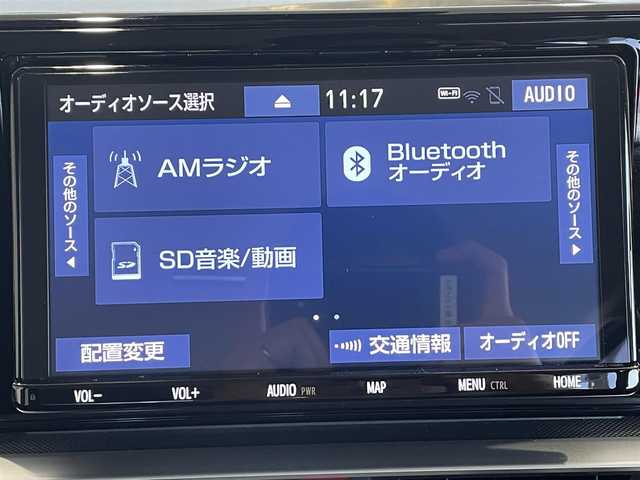 オーディオソース選択
11:17
Wi-Fi
AUDIO
その他のソース
AMラジオ
Bluetooth
オーディオ
その他のソース
SD
SD音楽/動画
配置変更
交通情報
オーディオOFF
VOL−
VOL+
AUDIO PWR
MAP
MENU CTRL
HOME